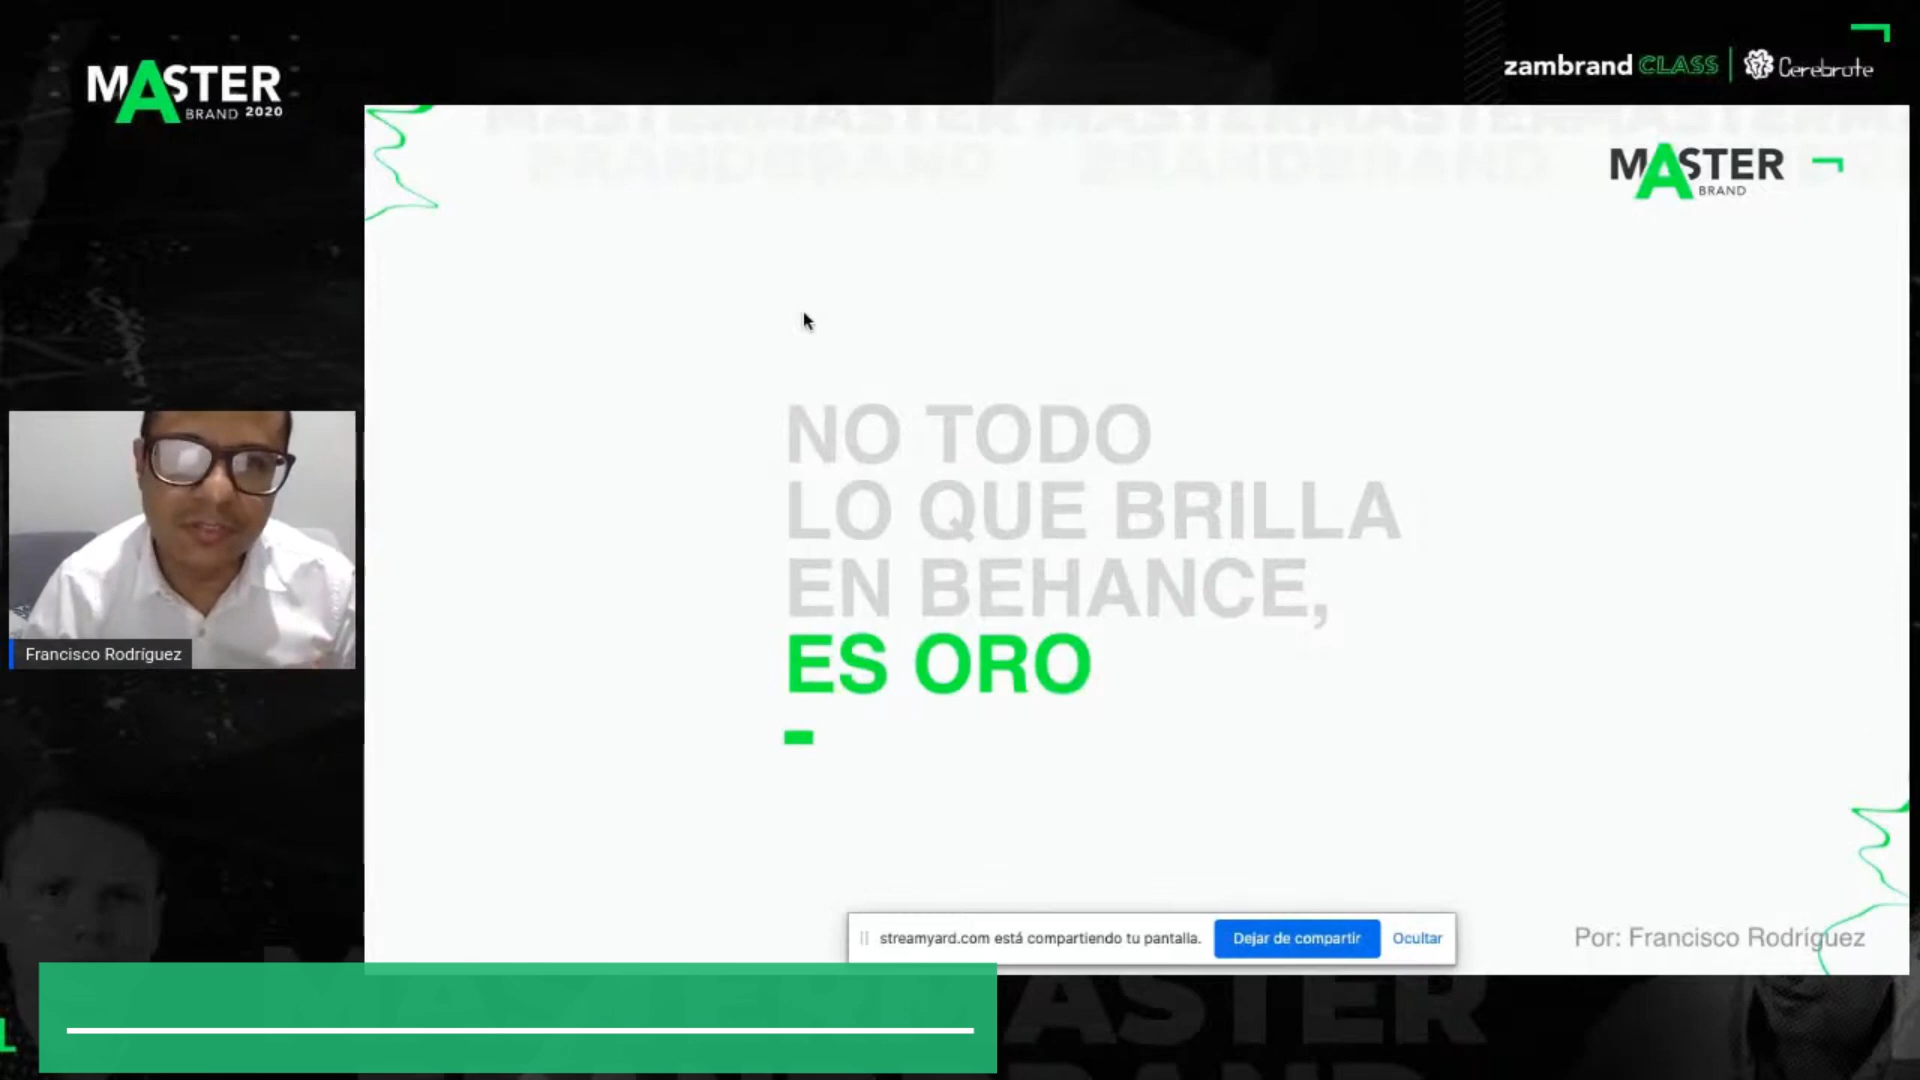 MASTER
BRAND 2020
zambrand CLASS | Cerebrote
MASTER
BRAND
NO TODO
LO QUE BRILLA
EN BEHANCE,
ES ORO
Francisco Rodríguez
streamyard.com está compartiendo tu pantalla. Dejar de compartir Ocultar
Por: Francisco Rodríguez